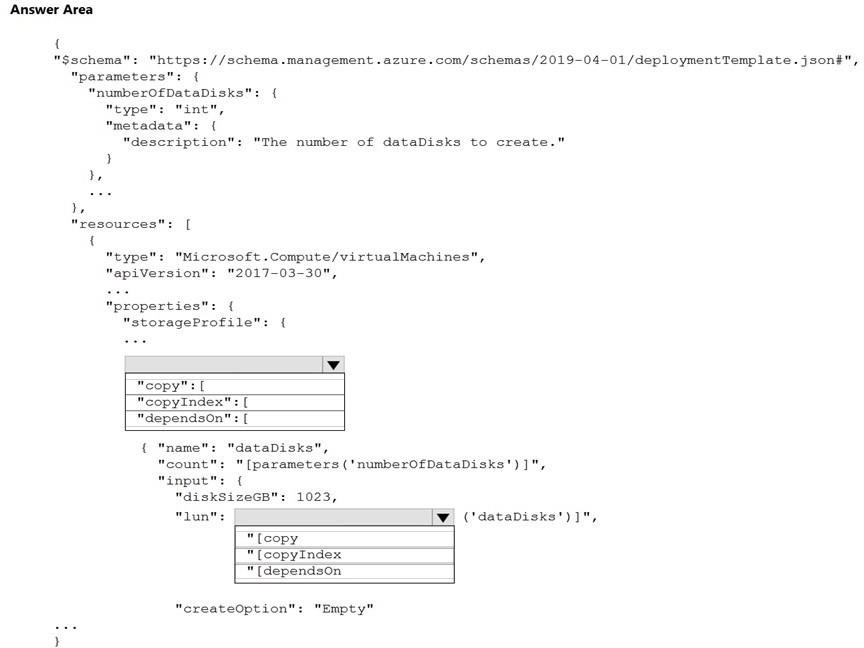 Answer Area
{
"$schema": "https://schema.management.azure.com/schemas/2019-04-01/deploymentTemplate.json#",
"parameters": {
"numberOfDataDisks": {
"type": "int",
"metadata": {
"description": "The number of dataDisks to create."
}
},
...
},
"resources": [
{
"type": "Microsoft.Compute/virtualMachines",
"apiVersion": "2017-03-30",
...
"properties": {
"storageProfile": {
...
"copy":[
"copyIndex":[
"dependsOn":[
{ "name": "dataDisks",
"count": "[parameters('numberOfDataDisks')]",
"input": {
"diskSizeGB": 1023,
"lun": ('dataDisks')]",
"[copy
"[copyIndex
"[dependsOn
"createOption": "Empty"
...
}